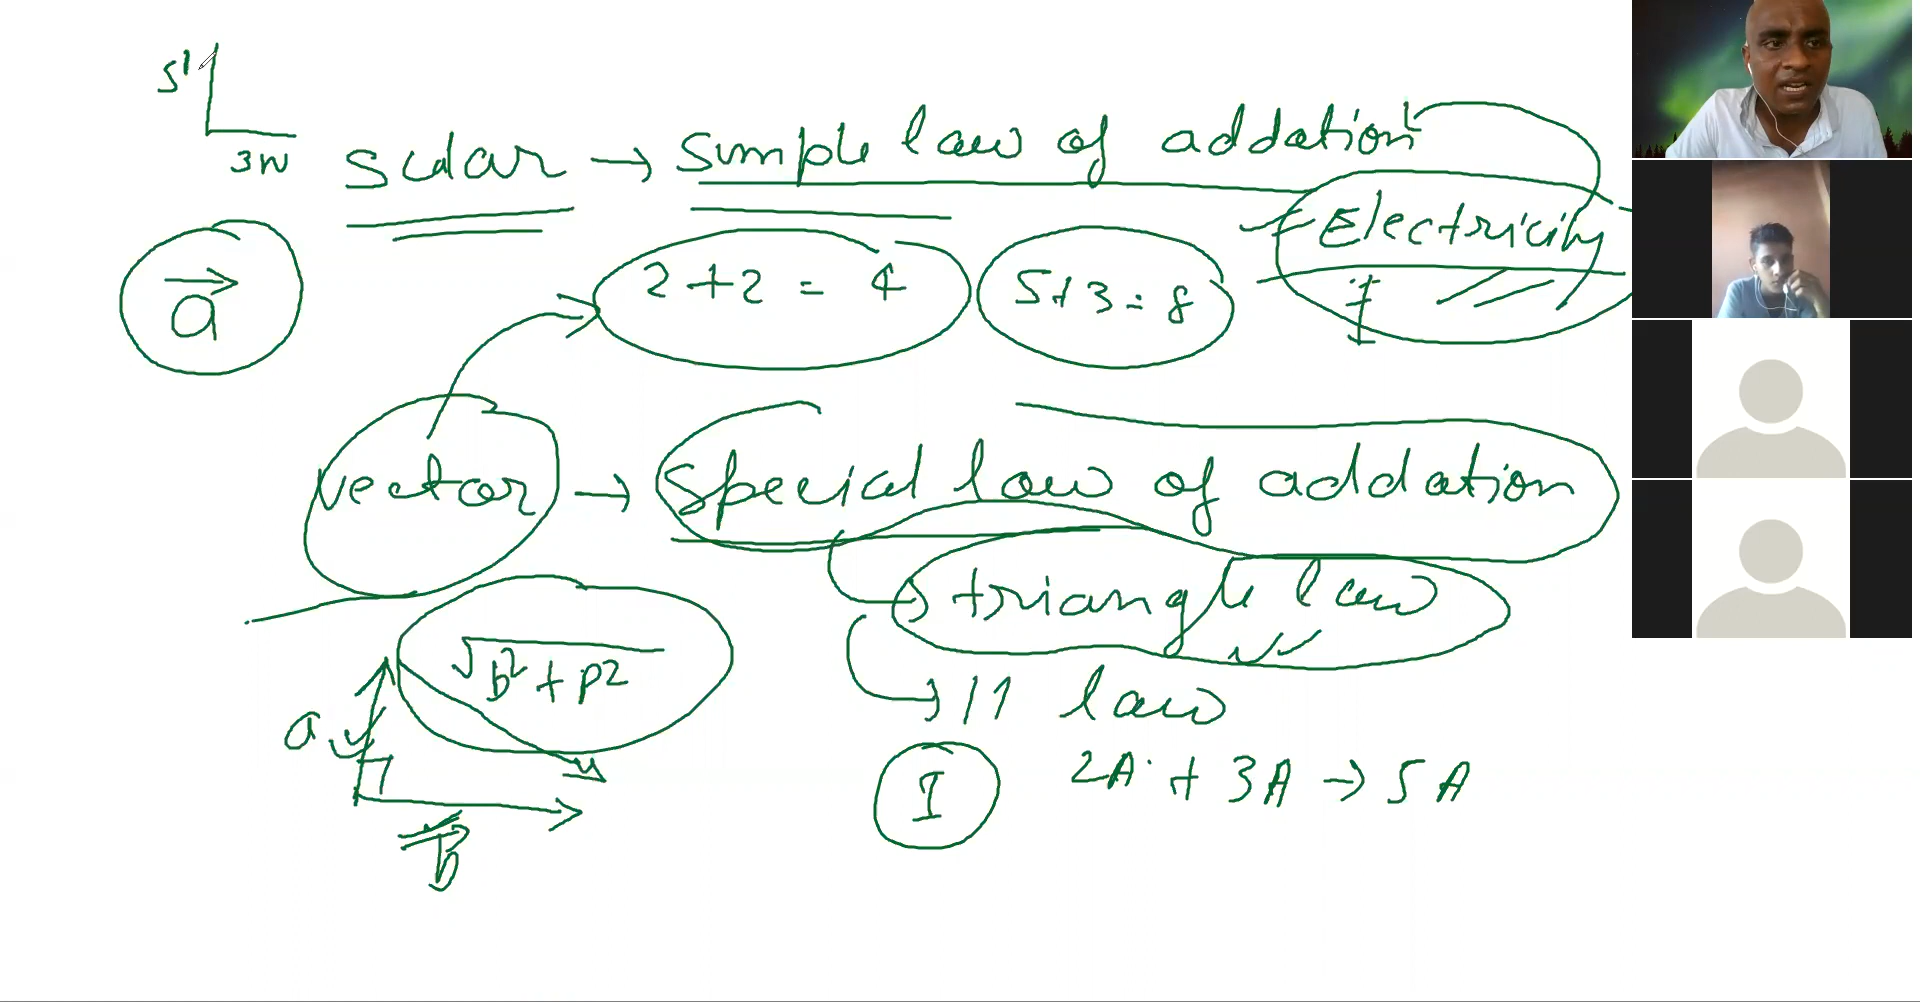 5'
3N
scalar → simple law of addation
Electricity
a
2+2 = 4
5+3=8
I
vector → special law of addation
triangle law
√b²+p²
11 law
a
b
I
2A + 3A → 5A